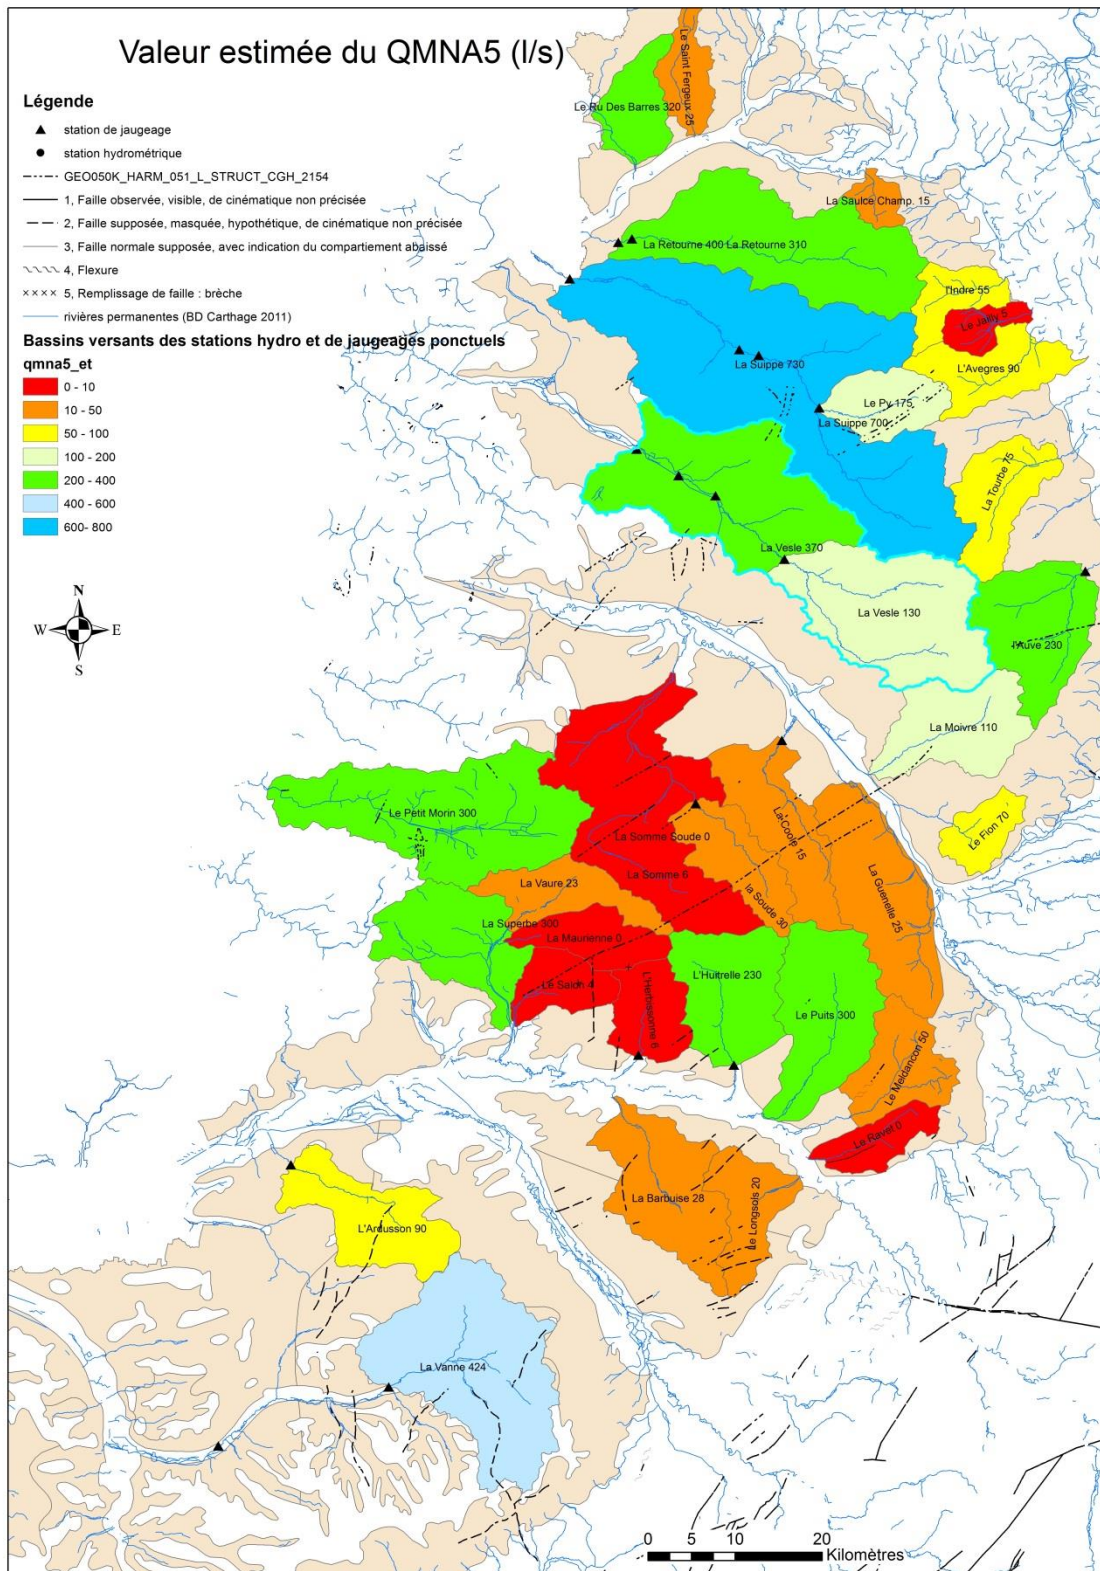 Valeur estimée du QMNA5 (l/s)
Légende
station de jaugeage
station hydrométrique
GEO050K_HARM_051_L_STRUCT_CGH_2154
1, Faille observée, visible, de cinématique non précisée
2, Faille supposée, masquée, hypothétique, de cinématique non précisée
3, Faille normale supposée, avec indication du compartiement abaissé
4, Flexure
5, Remplissage de faille : brèche
rivières permanentes (BD Carthage 2011)
Bassins versants des stations hydro et de jaugeages ponctuels
qmna5_et
0 - 10
10 - 50
50 - 100
100 - 200
200 - 400
400 - 600
600- 800
N
W E
S
Le Saint Fergeux 25
Le Ru Des Barres 320
La Saulce Champ. 15
La Retourne 400 La Retourne 310
l'Indre 55
Le Jailly 5
La Suippe 730
L'Avegres 90
Le Py 175
La Suippe 700
La Tourbe 75
La Vesle 370
La Vesle 130
l'Auve 230
La Moivre 110
Le Petit Morin 300
La Somme Soude 0
La Coole 15
Le Fion 70
La Vaure 23
La Somme 6
La Guenelle 25
la Soude 30
La Superbe 300
La Maurienne 0
L'Huitrelle 230
Le Salon 4
L'Herbissonne 6
Le Puits 300
Le Meldancon 50
Le Ravet 0
La Barbuise 28
Le Longsols 20
L'Ardusson 90
La Vanne 424
0 5 10 20
Kilomètres